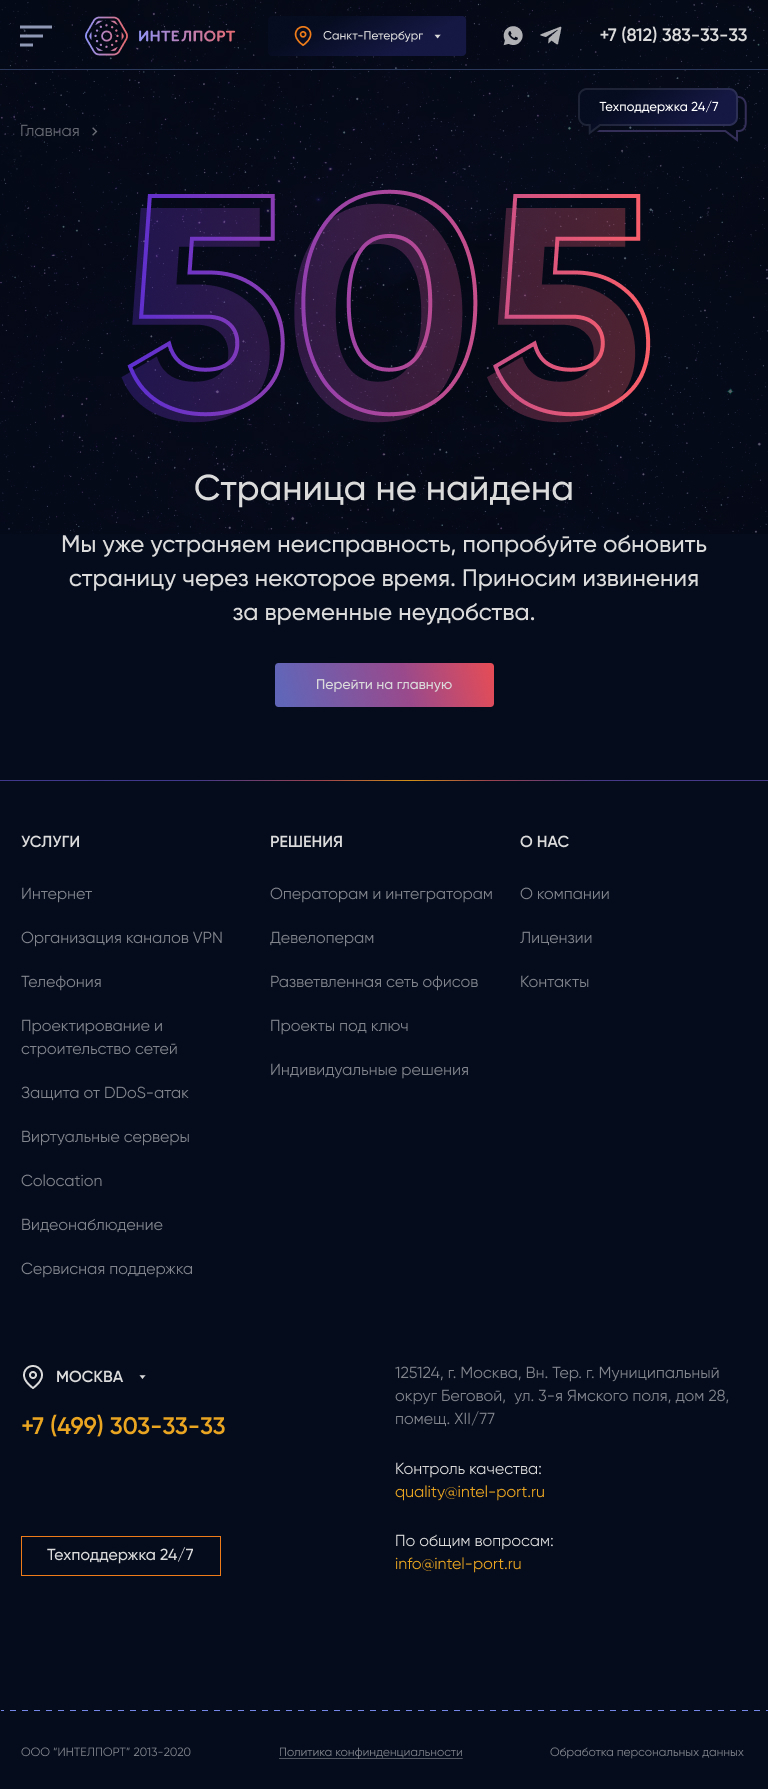 ИНТЕЛПОРТ
Санкт-Петербург
+7 (812) 383-33-33
Техподдержка 24/7
Главная
505
Страница не найдена
Мы уже устраняем неисправность, попробуйте обновить
страницу через некоторое время. Приносим извинения
за временные неудобства.
Перейти на главную
УСЛУГИ
Интернет
Организация каналов VPN
Телефония
Проектирование и
строительство сетей
Защита от DDoS-атак
Виртуальные серверы
Colocation
Видеонаблюдение
Сервисная поддержка
РЕШЕНИЯ
Операторам и интеграторам
Девелоперам
Разветвленная сеть офисов
Проекты под ключ
Индивидуальные решения
О НАС
О компании
Лицензии
Контакты
МОСКВА
+7 (499) 303-33-33
Техподдержка 24/7
125124, г. Москва, Вн. Тер. г. Муниципальный
округ Беговой, ул. 3-я Ямского поля, дом 28,
помещ. XII/77
Контроль качества:
quality@intel-port.ru
По общим вопросам:
info@intel-port.ru
ООО "ИНТЕЛПОРТ" 2013-2020
Политика конфинденциальности
Обработка персональных данных